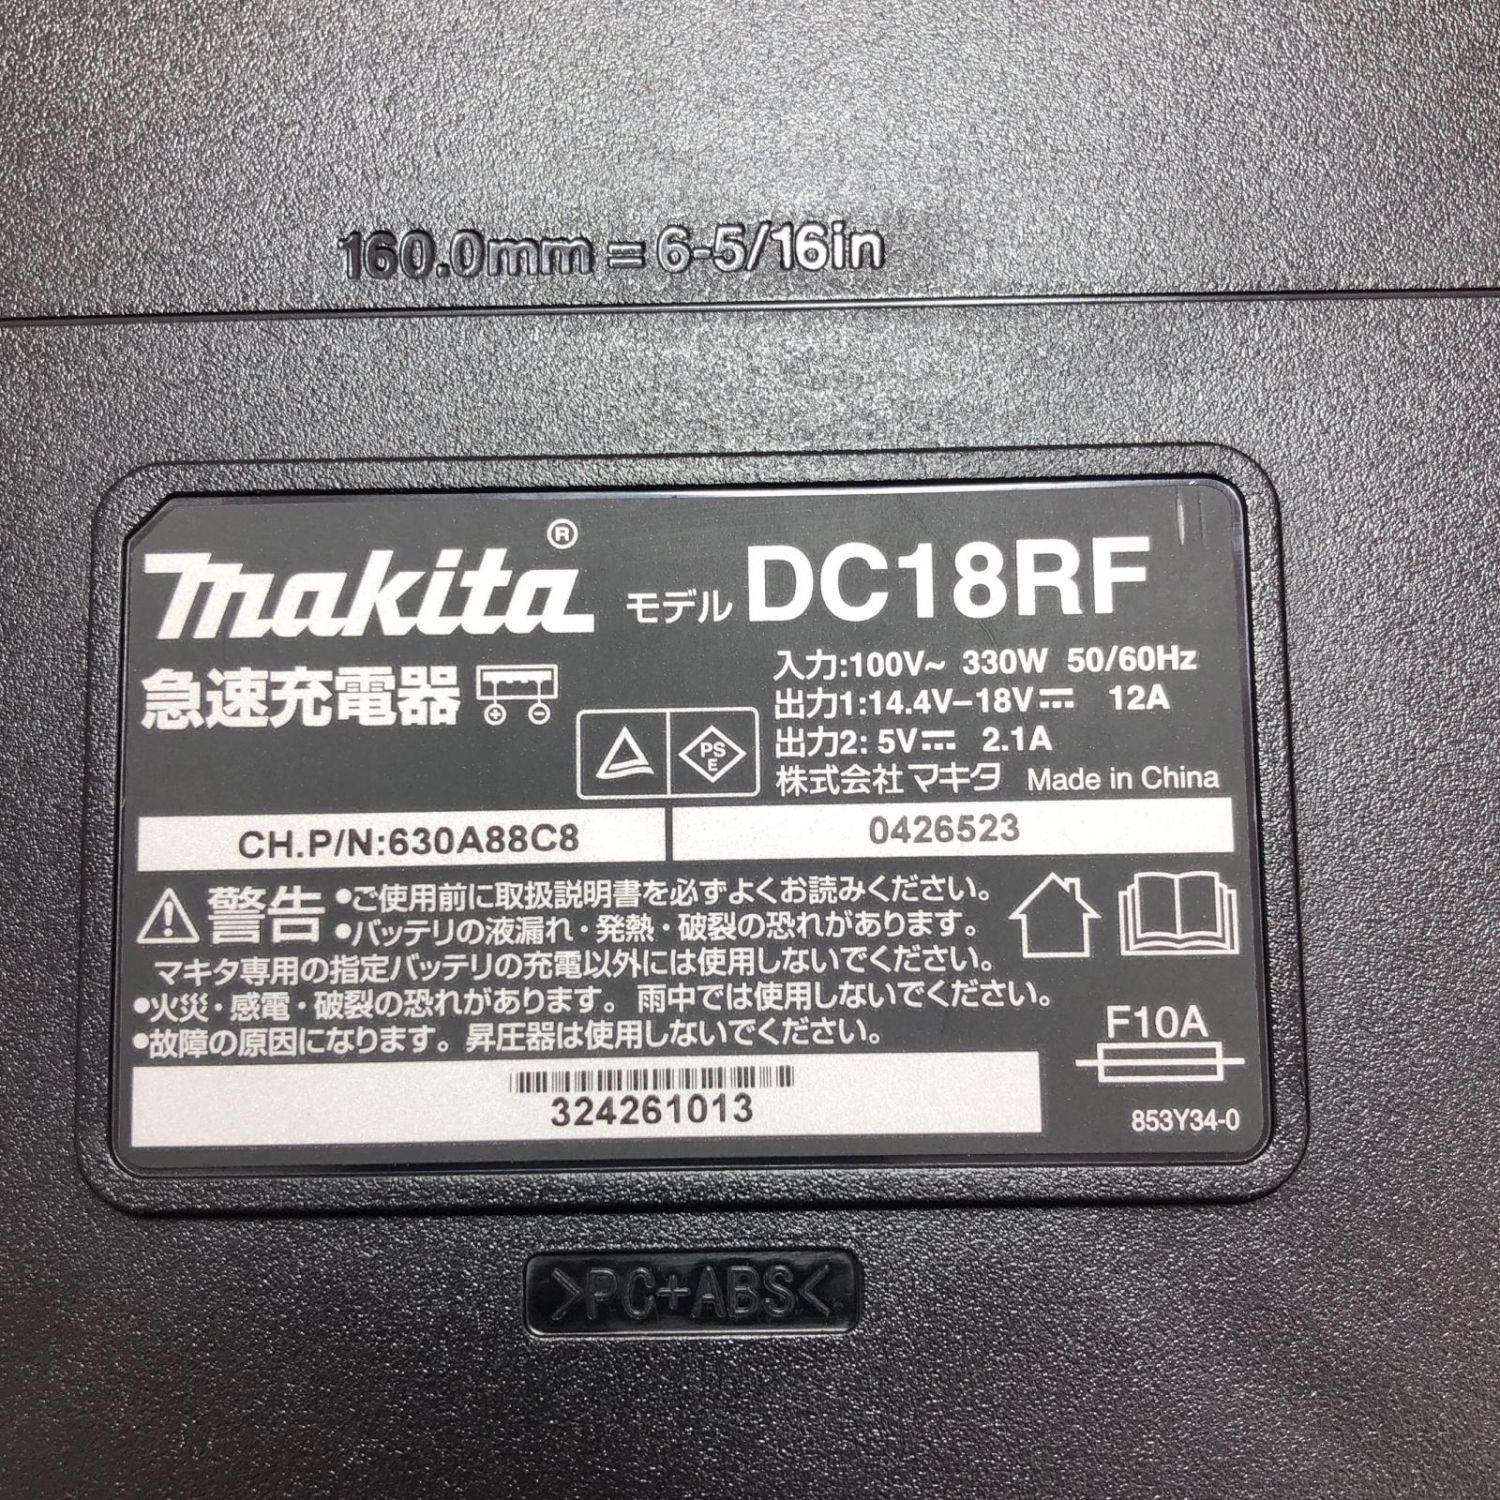 160.0mm = 6-5/16in
makita® モデル DC18RF
急速充電器
入力:100V~ 330W 50/60Hz
出力1:14.4V–18V⎓ 12A
出力2: 5V⎓ 2.1A
PS
E
株式会社マキタ Made in China
CH.P/N:630A88C8
0426523
警告 •ご使用前に取扱説明書を必ずよくお読みください。
•バッテリの液漏れ・発熱・破裂の恐れがあります。
マキタ専用の指定バッテリの充電以外には使用しないでください。
•火災・感電・破裂の恐れがあります。雨中では使用しないでください。
•故障の原因になります。昇圧器は使用しないでください。
F10A
324261013
853Y34-0
>PC+ABS<